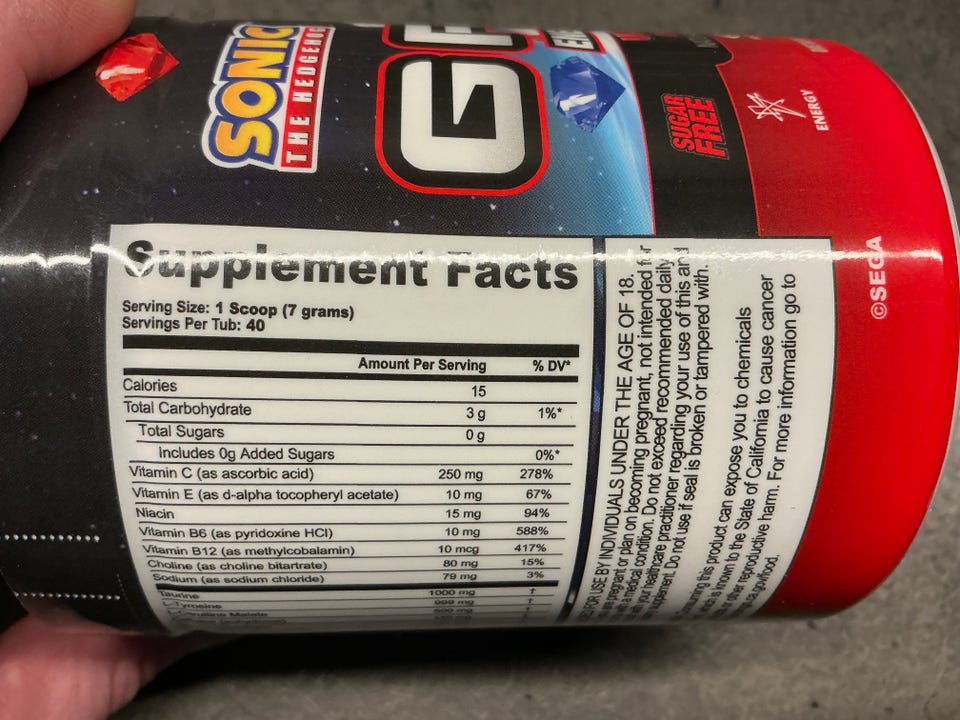 SONIC
THE HEDGEHOG
G
SUGAR
FREE
ENERGY
©SEGA
Supplement Facts
Serving Size: 1 Scoop (7 grams)
Servings Per Tub: 40
Amount Per Serving % DV*
Calories 15
Total Carbohydrate 3 g 1%*
Total Sugars 0 g
Includes 0g Added Sugars 0%*
Vitamin C (as ascorbic acid) 250 mg 278%
Vitamin E (as d-alpha tocopheryl acetate) 10 mg 67%
Niacin 15 mg 94%
Vitamin B6 (as pyridoxine HCl) 10 mg 588%
Vitamin B12 (as methylcobalamin) 10 mcg 417%
Choline (as choline bitartrate) 80 mg 15%
Sodium (as sodium chloride) 79 mg 3%
Taurine 1000 mg †
L-Tyrosine
FOR USE BY INDIVIDUALS UNDER THE AGE OF 18.
are pregnant or plan on becoming pregnant, not intended for
a medical condition. Do not exceed recommended daily
your healthcare practitioner regarding your use of this and
supplement. Do not use if seal is broken or tampered with.
this product can expose you to chemicals
which is known to the State of California to cause cancer
or other reproductive harm. For more information go to
.ca.gov/food.